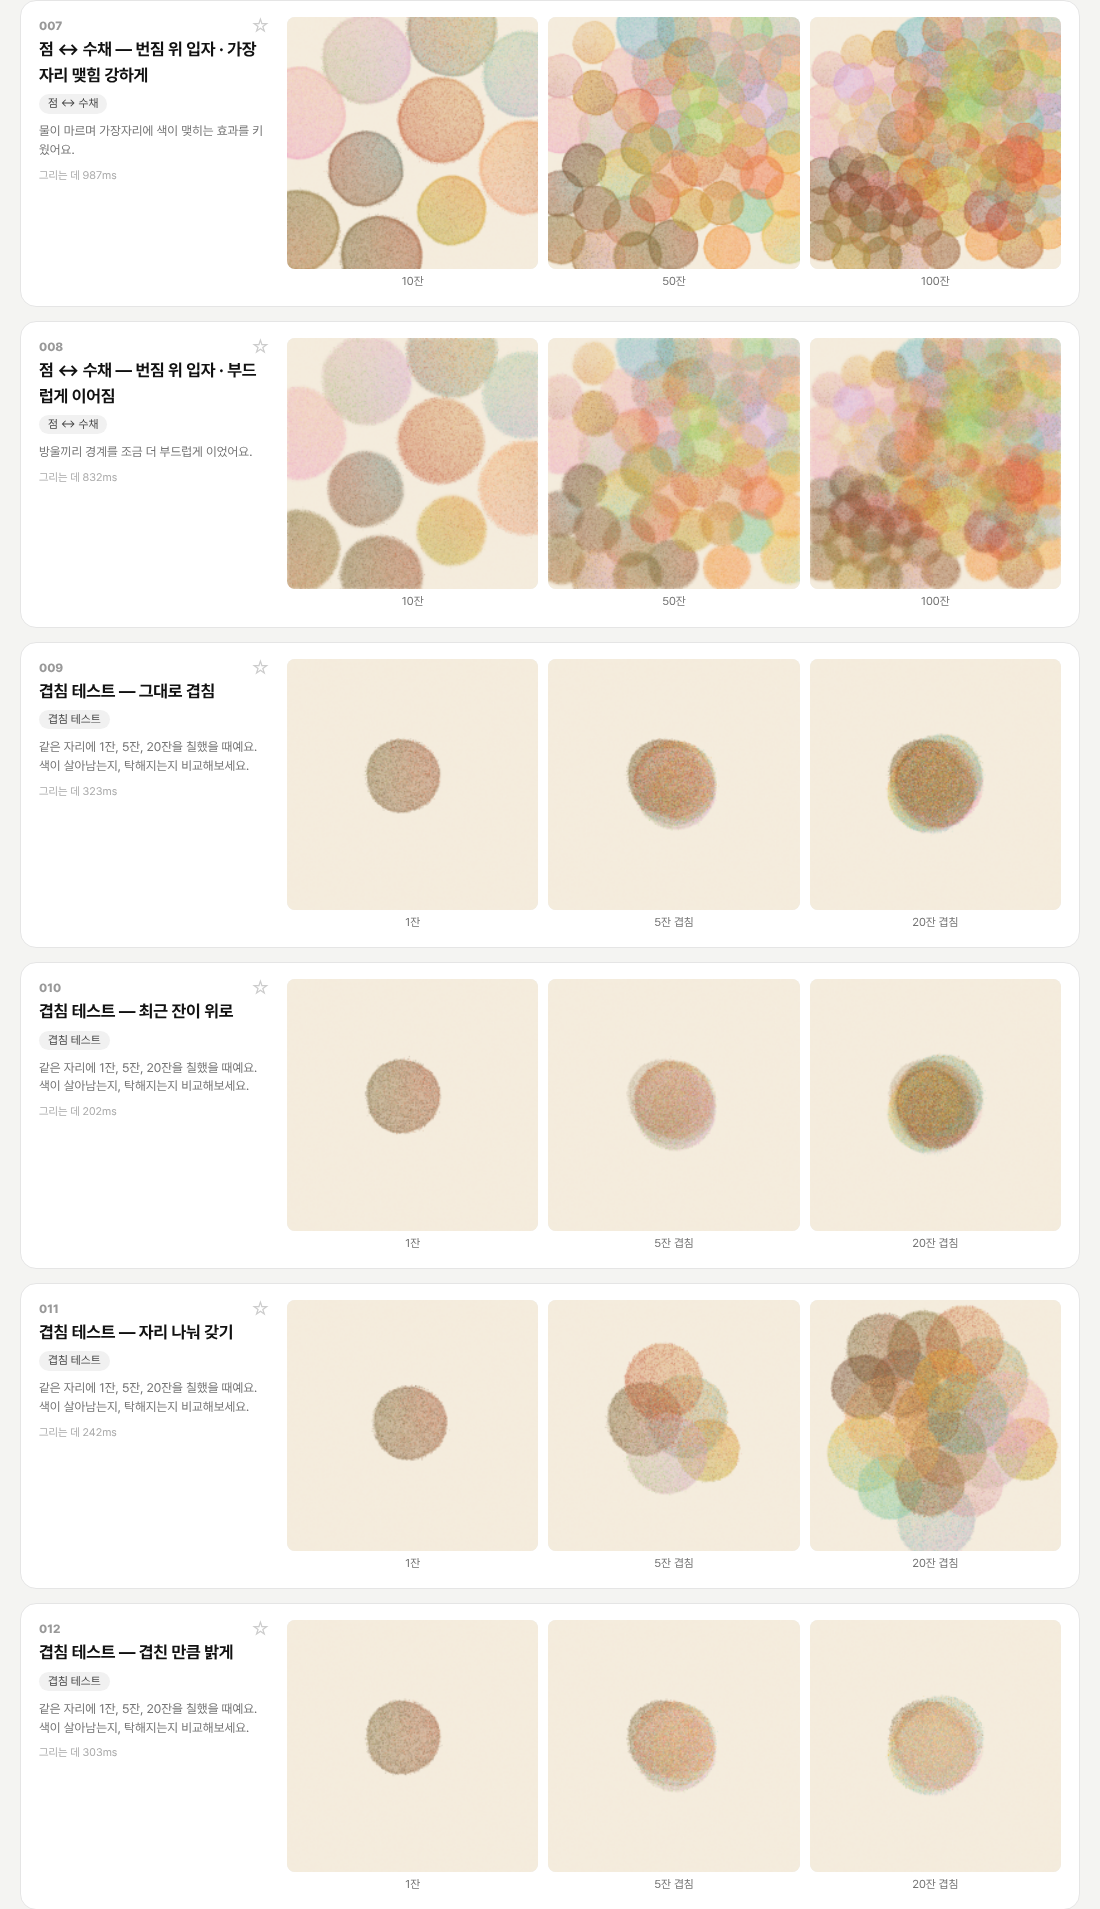 007
☆
점 ↔ 수채 — 번짐 위 입자 · 가장
자리 맺힘 강하게
점 ↔ 수채
물이 마르며 가장자리에 색이 맺히는 효과를 키
웠어요.
그리는 데 987ms
10잔
50잔
100잔
008
☆
점 ↔ 수채 — 번짐 위 입자 · 부드
럽게 이어짐
점 ↔ 수채
방울끼리 경계를 조금 더 부드럽게 이었어요.
그리는 데 832ms
10잔
50잔
100잔
009
☆
겹침 테스트 — 그대로 겹침
겹침 테스트
같은 자리에 1잔, 5잔, 20잔을 칠했을 때예요.
색이 살아남는지, 탁해지는지 비교해보세요.
그리는 데 323ms
1잔
5잔 겹침
20잔 겹침
010
☆
겹침 테스트 — 최근 잔이 위로
겹침 테스트
같은 자리에 1잔, 5잔, 20잔을 칠했을 때예요.
색이 살아남는지, 탁해지는지 비교해보세요.
그리는 데 202ms
1잔
5잔 겹침
20잔 겹침
011
☆
겹침 테스트 — 자리 나눠 갖기
겹침 테스트
같은 자리에 1잔, 5잔, 20잔을 칠했을 때예요.
색이 살아남는지, 탁해지는지 비교해보세요.
그리는 데 242ms
1잔
5잔 겹침
20잔 겹침
012
☆
겹침 테스트 — 겹친 만큼 밝게
겹침 테스트
같은 자리에 1잔, 5잔, 20잔을 칠했을 때예요.
색이 살아남는지, 탁해지는지 비교해보세요.
그리는 데 303ms
1잔
5잔 겹침
20잔 겹침